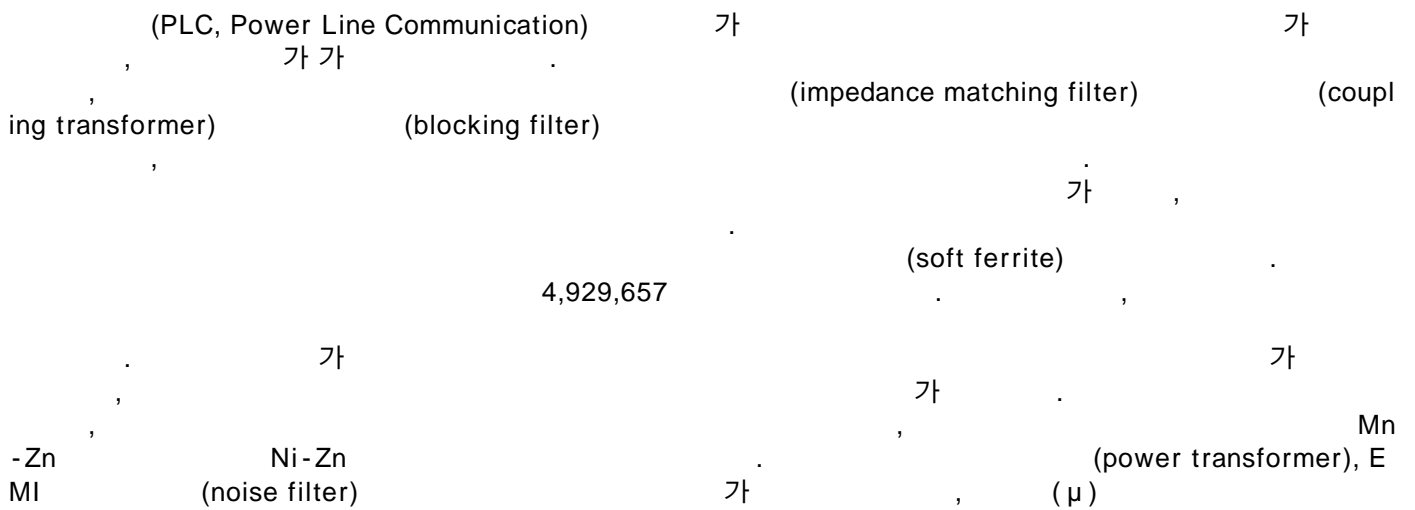 (PLC, Power Line Communication) 가 가
, 가 가 .
, (impedance matching filter) (coupl
ing transformer) (blocking filter)
, .
가 ,
.
(soft ferrite) .
4,929,657 . ,
. 가 가
, 가 .
, , Mn
-Zn Ni-Zn . (power transformer), E
MI (noise filter) 가 , (μ)